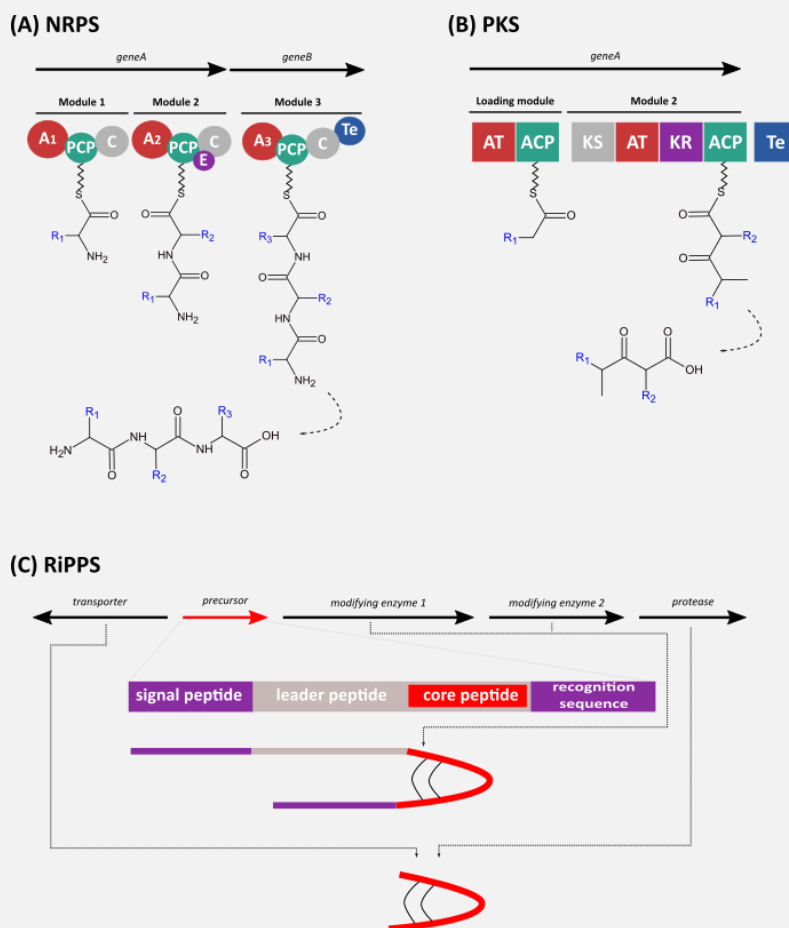 (A) NRPS
geneA geneB
Module 1 Module 2 Module 3
A1 PCP C A2 PCP C E A3 PCP C Te
S S S
O O O
R1 NH2
R2
HN
O
R1
NH2
R3
NH
O
R2
NH
O
R1
NH2
R1 O R3
H2N NH NH OH
O R2 O
(B) PKS
geneA
Loading module Module 2
AT ACP KS AT KR ACP Te
S S
O O
R1 R2
O
R1
O O
R1 OH
R2
(C) RiPPS
transporter precursor modifying enzyme 1 modifying enzyme 2 protease
signal peptide leader peptide core peptide recognition
sequence